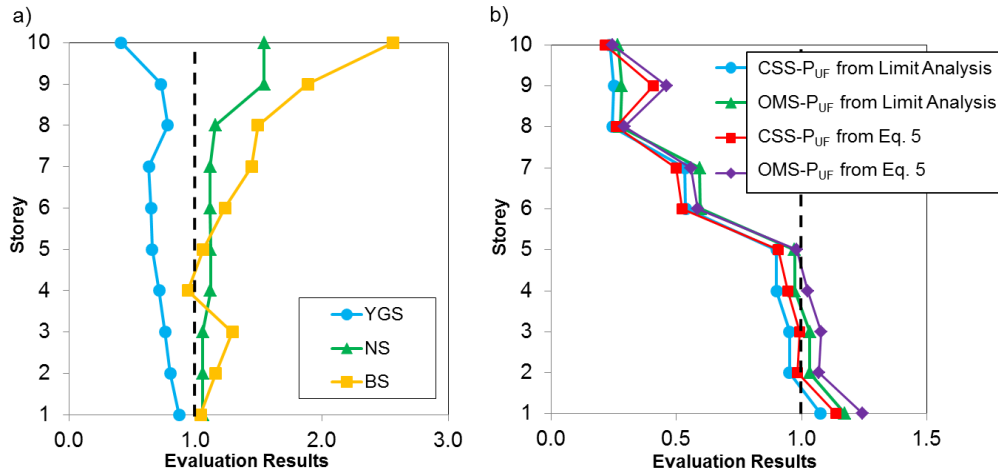 a)
10
9
8
7
6
5
4
3
2
1
Storey
0.0
1.0
2.0
3.0
Evaluation Results
YGS
NS
BS
b)
10
9
8
7
6
5
4
3
2
1
Storey
0.0
0.5
1.0
1.5
Evaluation Results
CSS-PUF from Limit Analysis
OMS-PUF from Limit Analysis
CSS-PUF from Eq. 5
OMS-PUF from Eq. 5